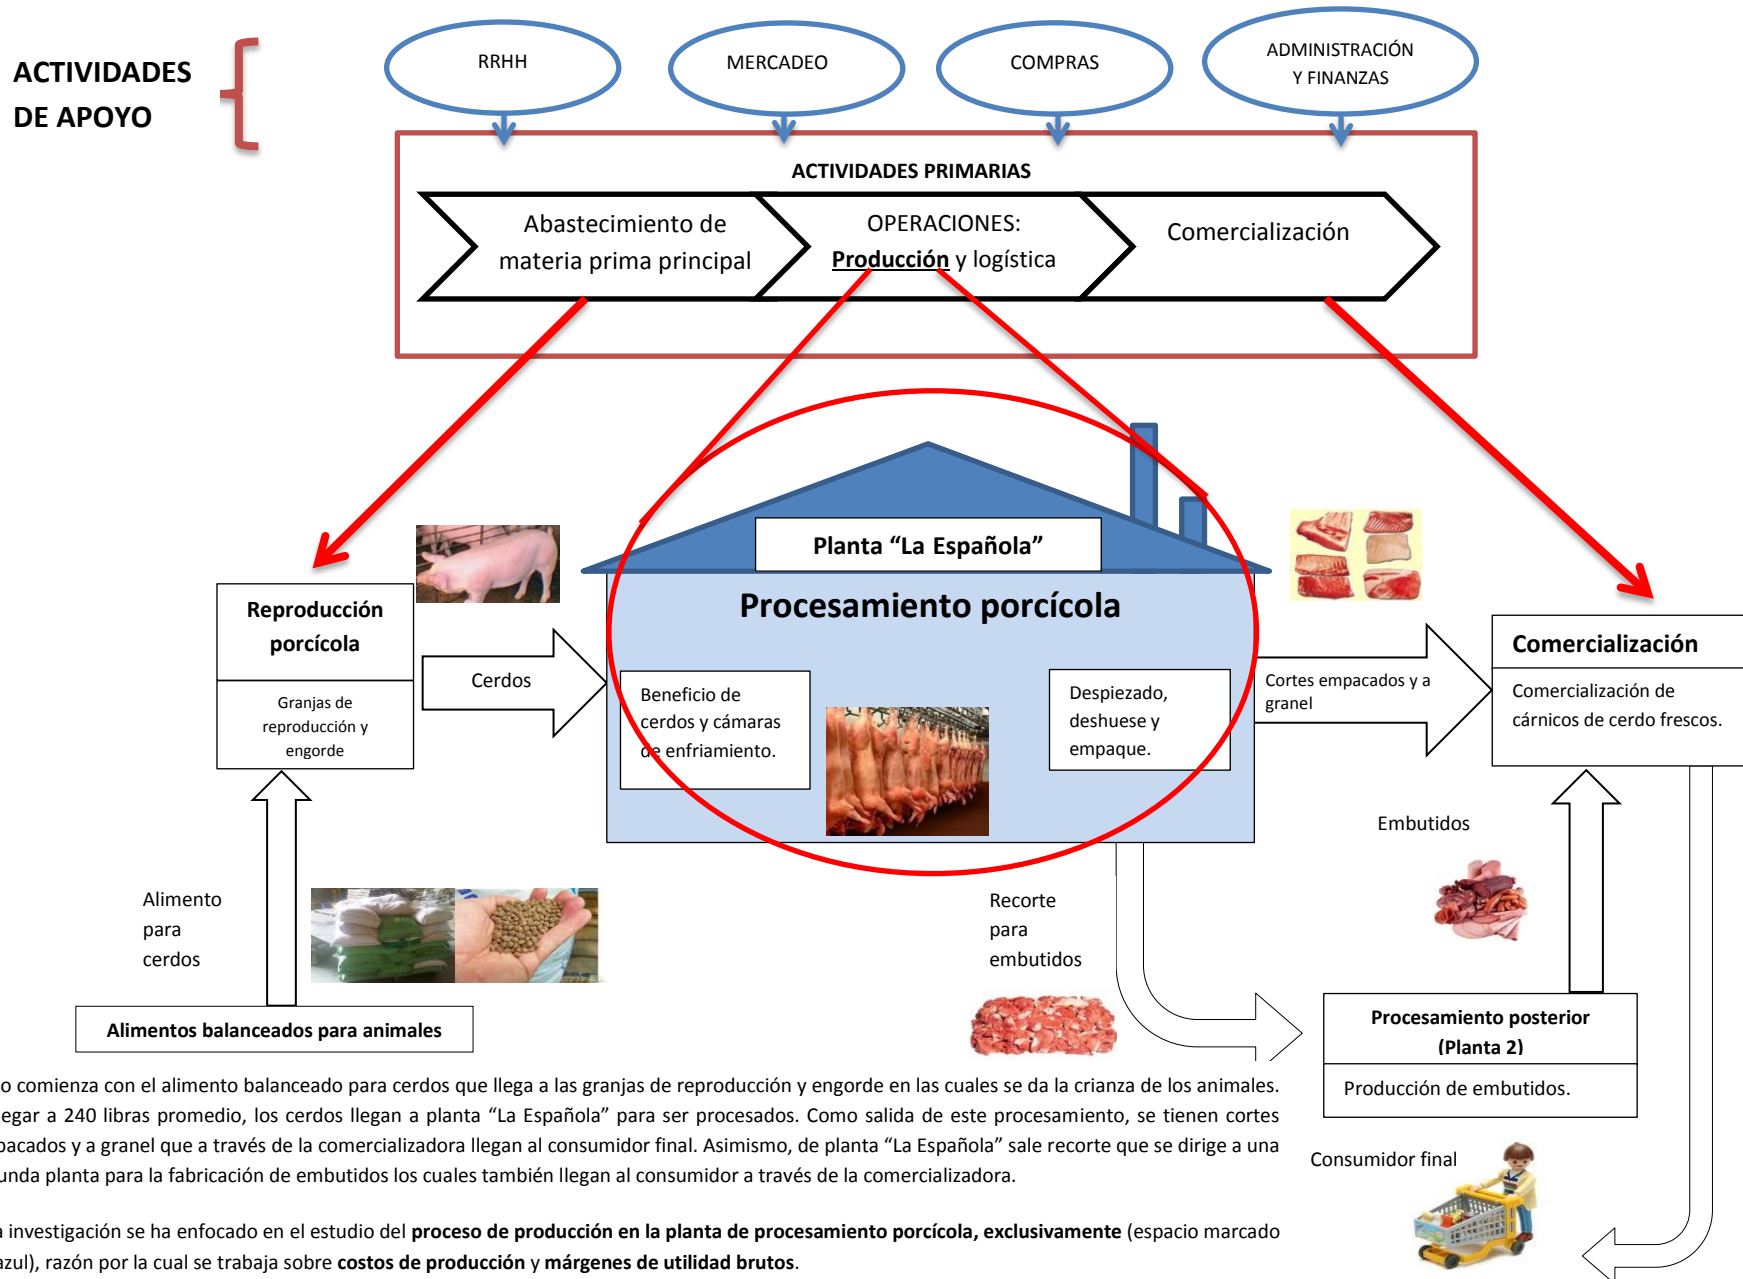 ACTIVIDADES
DE APOYO
RRHH
MERCADEO
COMPRAS
ADMINISTRACIÓN
Y FINANZAS
ACTIVIDADES PRIMARIAS
Abastecimiento de
materia prima principal
OPERACIONES:
Producción y logística
Comercialización
Planta “La Española”
Procesamiento porcícola
Reproducción
porcícola
Granjas de
reproducción y
engorde
Cerdos
Beneficio de
cerdos y cámaras
de enfriamiento.
Despiezado,
deshuese y
empaque.
Cortes empacados y a
granel
Comercialización
Comercialización de
cárnicos de cerdo frescos.
Embutidos
Alimento
para
cerdos
Recorte
para
embutidos
Alimentos balanceados para animales
Procesamiento posterior
(Planta 2)
Producción de embutidos.
Consumidor final
o comienza con el alimento balanceado para cerdos que llega a las granjas de reproducción y engorde en las cuales se da la crianza de los animales.
egar a 240 libras promedio, los cerdos llegan a planta “La Española” para ser procesados. Como salida de este procesamiento, se tienen cortes
pacados y a granel que a través de la comercializadora llegan al consumidor final. Asimismo, de planta “La Española” sale recorte que se dirige a una
unda planta para la fabricación de embutidos los cuales también llegan al consumidor a través de la comercializadora.
a investigación se ha enfocado en el estudio del proceso de producción en la planta de procesamiento porcícola, exclusivamente (espacio marcado
azul), razón por la cual se trabaja sobre costos de producción y márgenes de utilidad brutos.